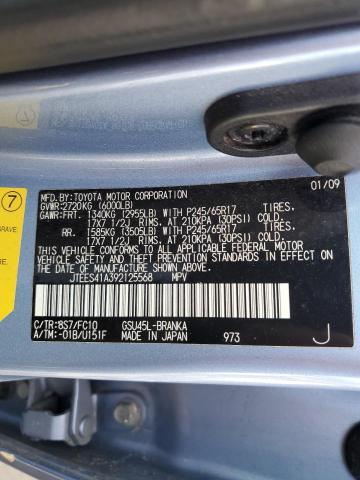 7
RAVE.
E
MFD. BY:TOYOTA MOTOR CORPORATION 01/09
GVWR:2720KG (6000LB)
GAWR:FRT. 1340KG (2955LB) WITH P245/65R17 TIRES.
17X7 1/2J RIMS. AT 210KPA (30PSI) COLD.
RR. 1585KG (3505LB) WITH P245/65R17 TIRES.
17X7 1/2J RIMS. AT 210KPA (30PSI) COLD.
THIS VEHICLE CONFORMS TO ALL APPLICABLE FEDERAL MOTOR
VEHICLE SAFETY, BUMPER, AND THEFT PREVENTION STANDARDS IN
EFFECT ON THE DATE OF MANUFACTURE SHOWN ABOVE.
JTEES41A392125568 MPV
C/TR:8S7/FC10 GSU45L-BRANKA
A/TM:-01B/U151F MADE IN JAPAN 973 J